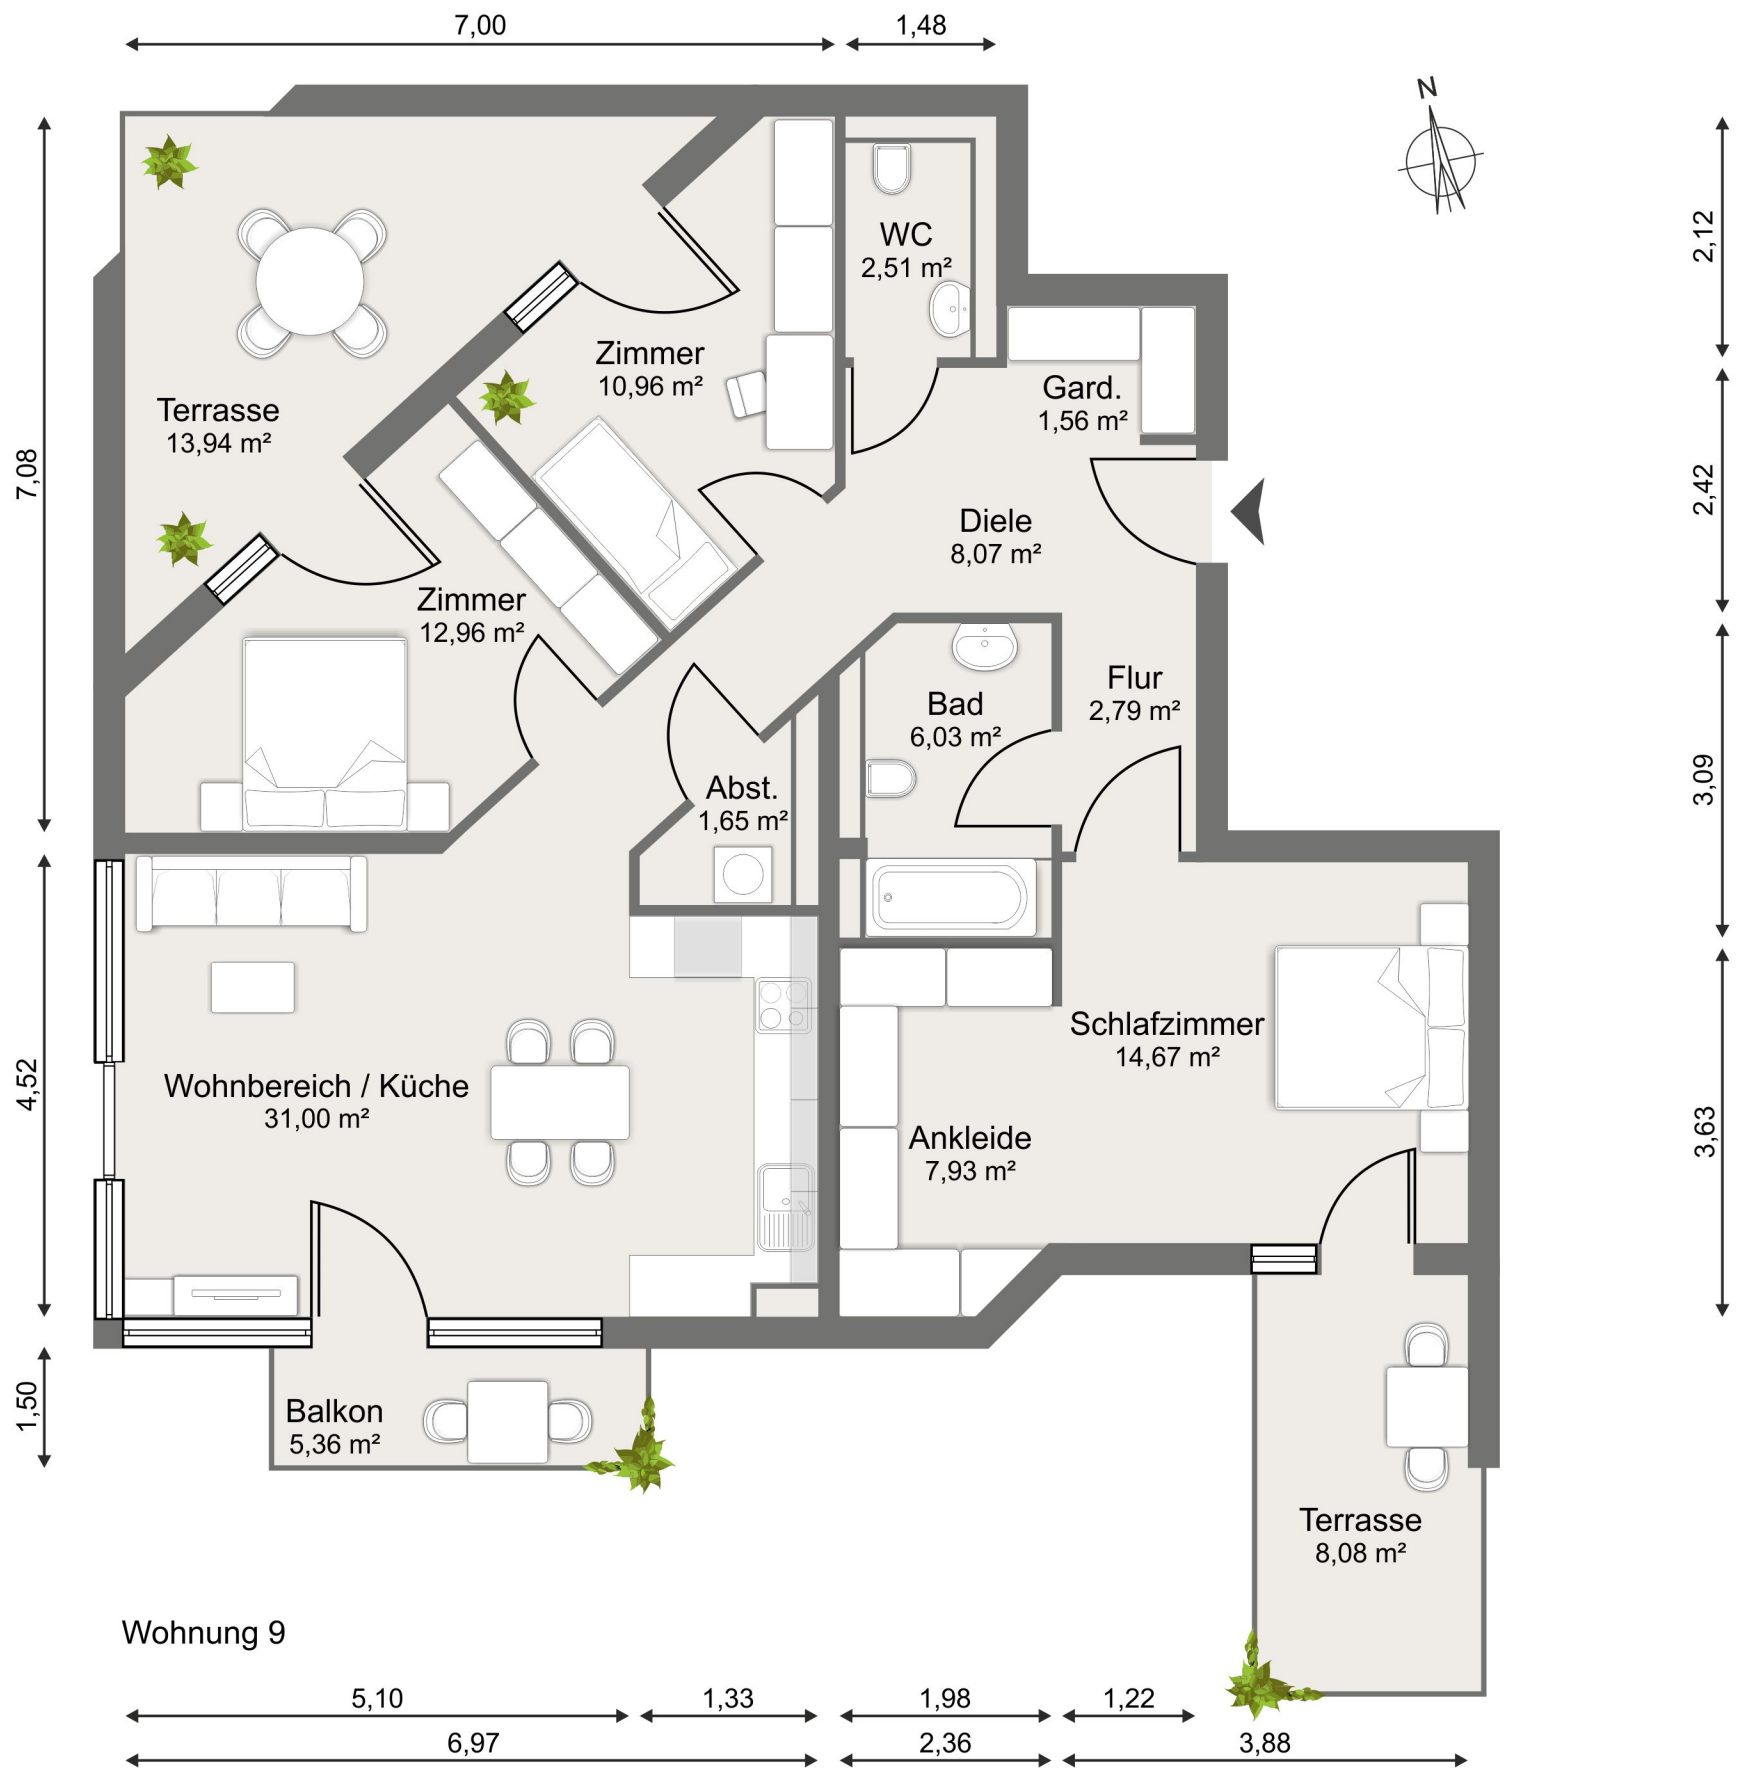 7,00
1,48
N
2,12
WC
2,51 m²
Zimmer
10,96 m²
Gard.
1,56 m²
Terrasse
13,94 m²
7,08
2,42
Diele
8,07 m²
Zimmer
12,96 m²
Flur
2,79 m²
Bad
6,03 m²
3,09
Abst.
1,65 m²
Schlafzimmer
14,67 m²
4,52
Wohnbereich / Küche
31,00 m²
Ankleide
7,93 m²
3,63
1,50
Balkon
5,36 m²
Terrasse
8,08 m²
Wohnung 9
5,10
1,33
1,98
1,22
6,97
2,36
3,88